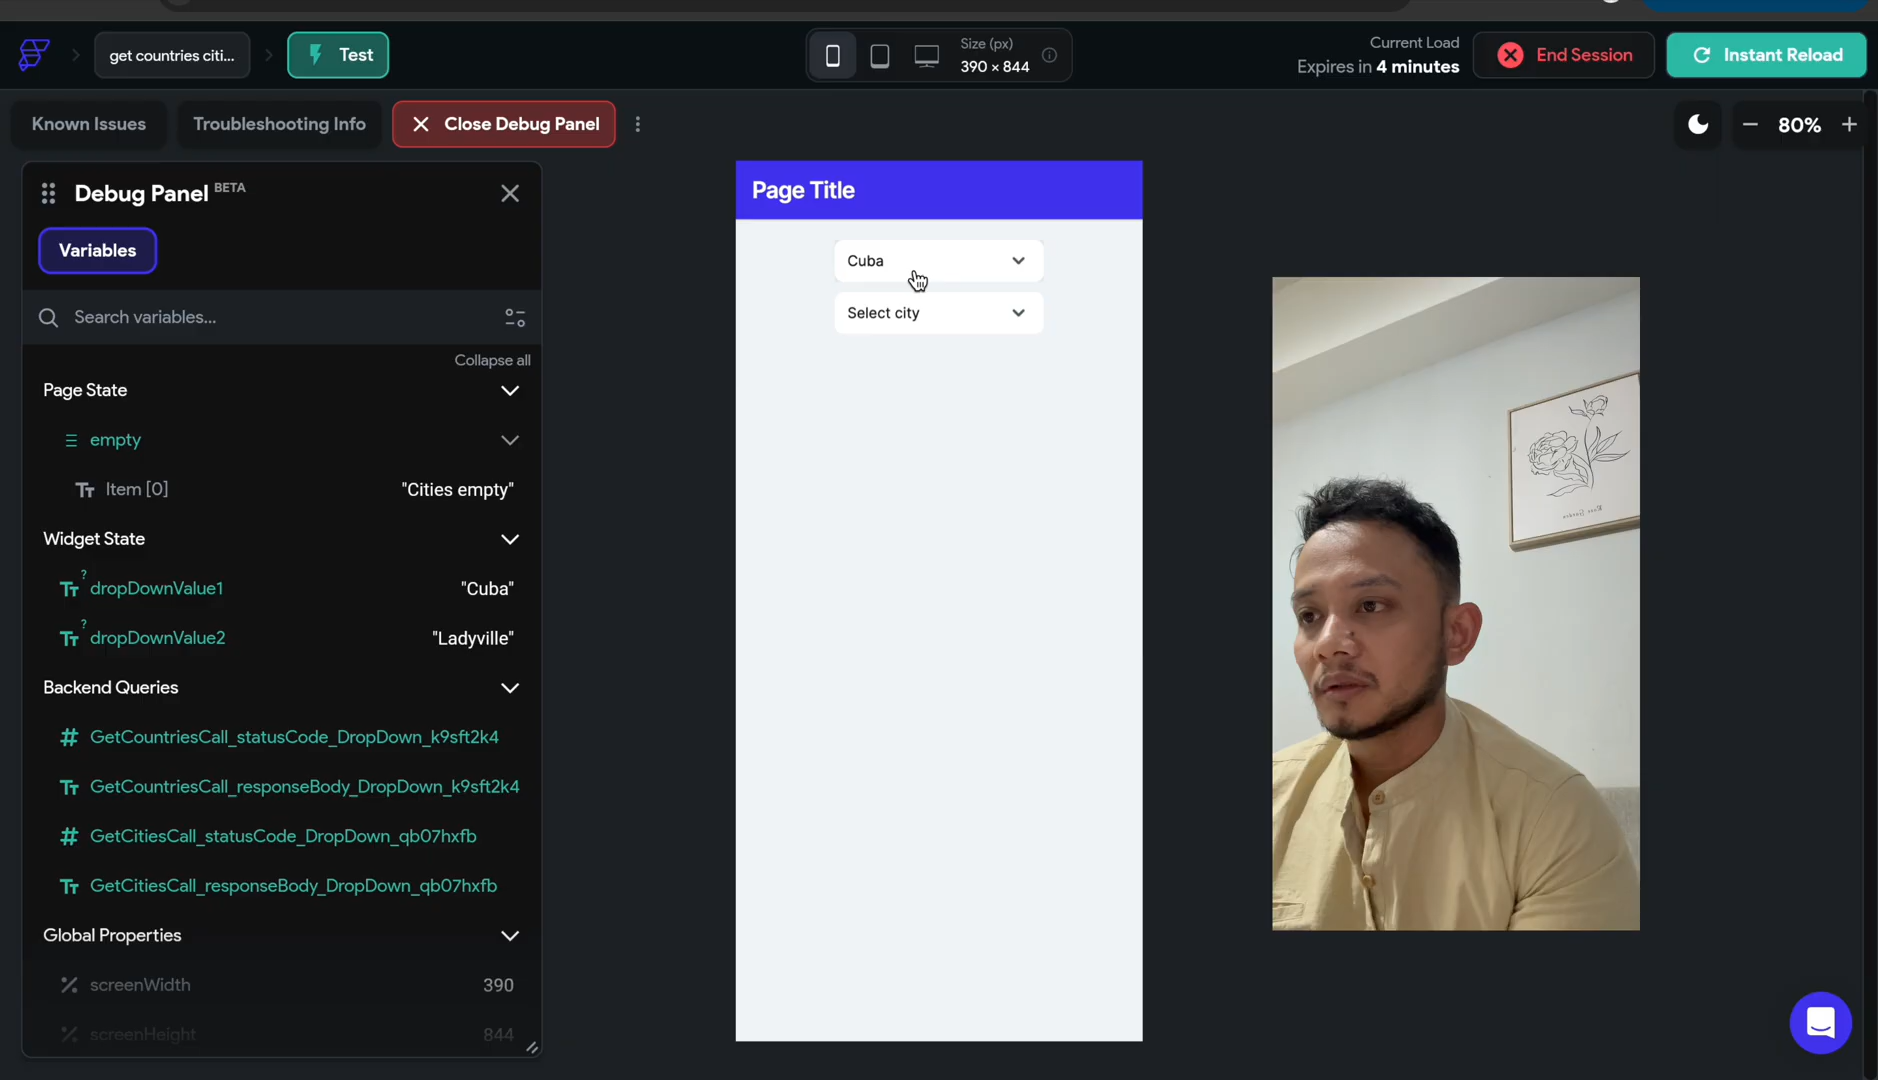 get countries citi...
Test
Size (px)
390 × 844
Current Load
Expires in 4 minutes
End Session
Instant Reload
Known Issues
Troubleshooting Info
Close Debug Panel
80%
Debug Panel BETA
Variables
Search variables...
Collapse all
Page State
empty
Item [0] "Cities empty"
Widget State
dropDownValue1 "Cuba"
dropDownValue2 "Ladyville"
Backend Queries
GetCountriesCall_statusCode_DropDown_k9sft2k4
GetCountriesCall_responseBody_DropDown_k9sft2k4
GetCitiesCall_statusCode_DropDown_qb07hxfb
GetCitiesCall_responseBody_DropDown_qb07hxfb
Global Properties
screenWidth 390
screenHeight 844
Page Title
Cuba
Select city